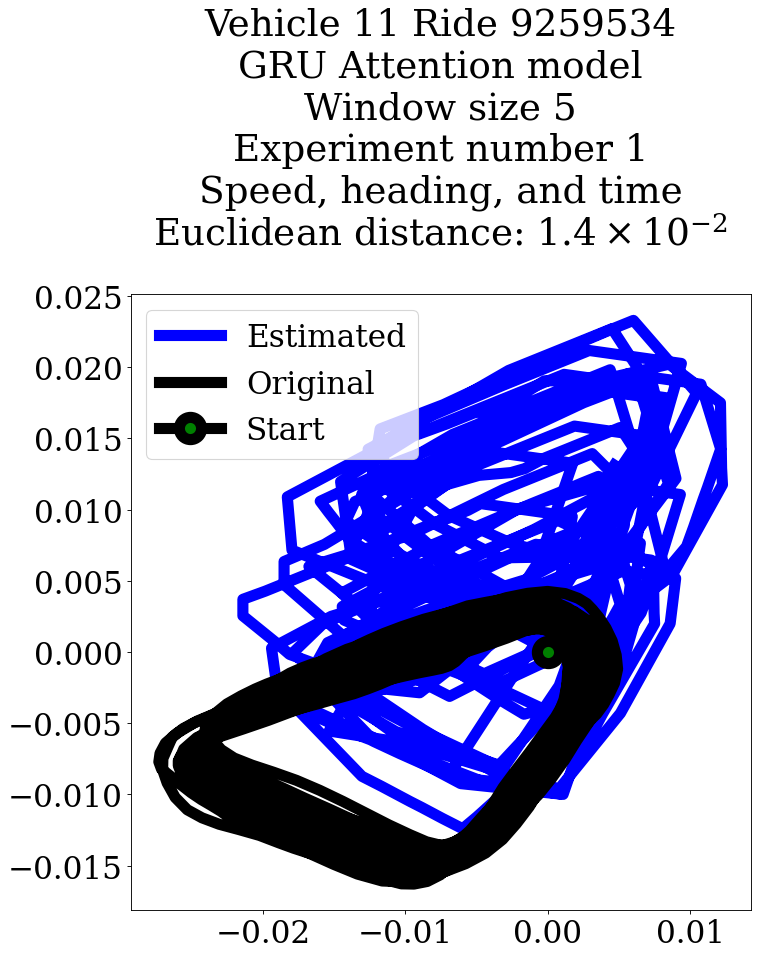 Vehicle 11 Ride 9259534
GRU Attention model
Window size 5
Experiment number 1
Speed, heading, and time
Euclidean distance: 1.4 × 10⁻²
0.025
0.020
0.015
0.010
0.005
0.000
−0.005
−0.010
−0.015
Estimated
Original
Start
−0.02
−0.01
0.00
0.01